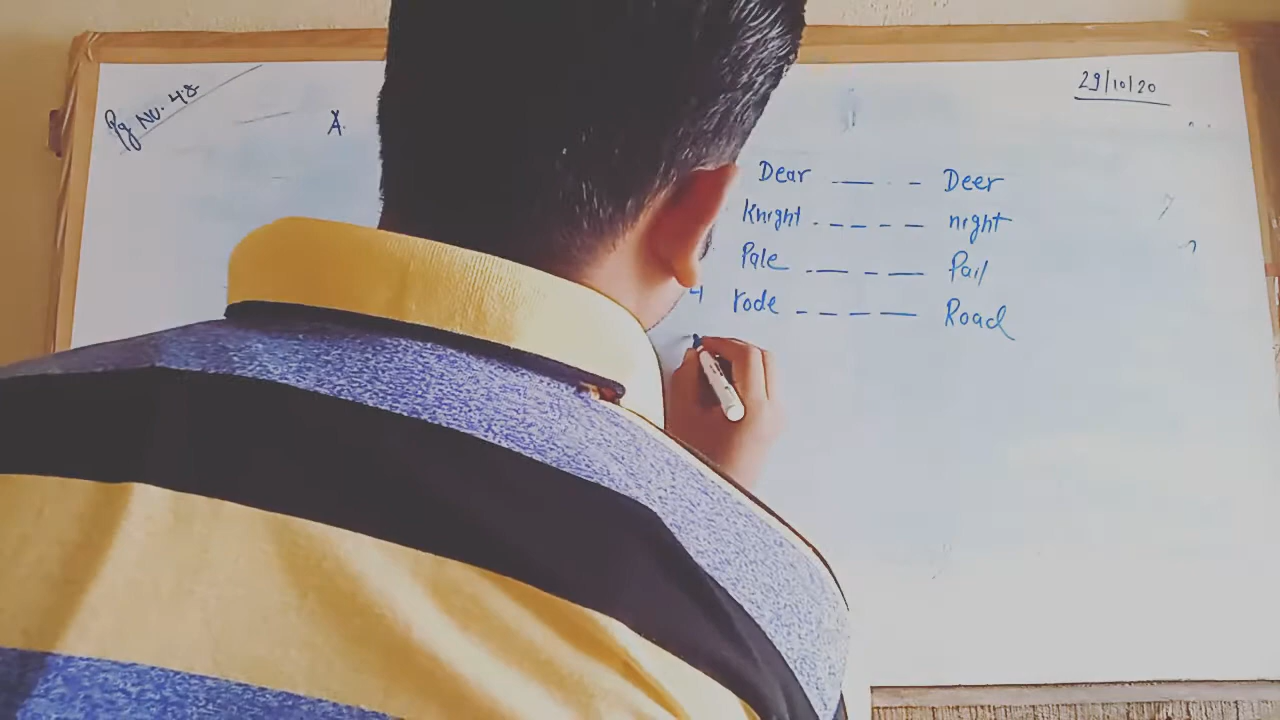 Pg No. 48
29/10/20
A.
Dear — - Deer
Knight - - - - - night
Pale - — - — Pail
4 rode - - - — Road